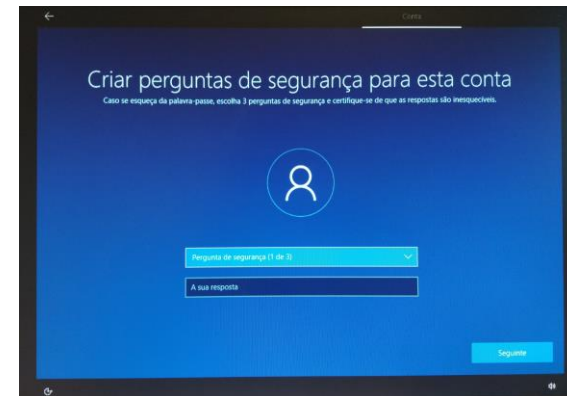 Conta
Criar perguntas de segurança para esta conta
Caso se esqueça da palavra-passe, escolha 3 perguntas de segurança e certifique-se de que as respostas são inesquecíveis.
Pergunta de segurança (1 de 3)
A sua resposta
Seguinte